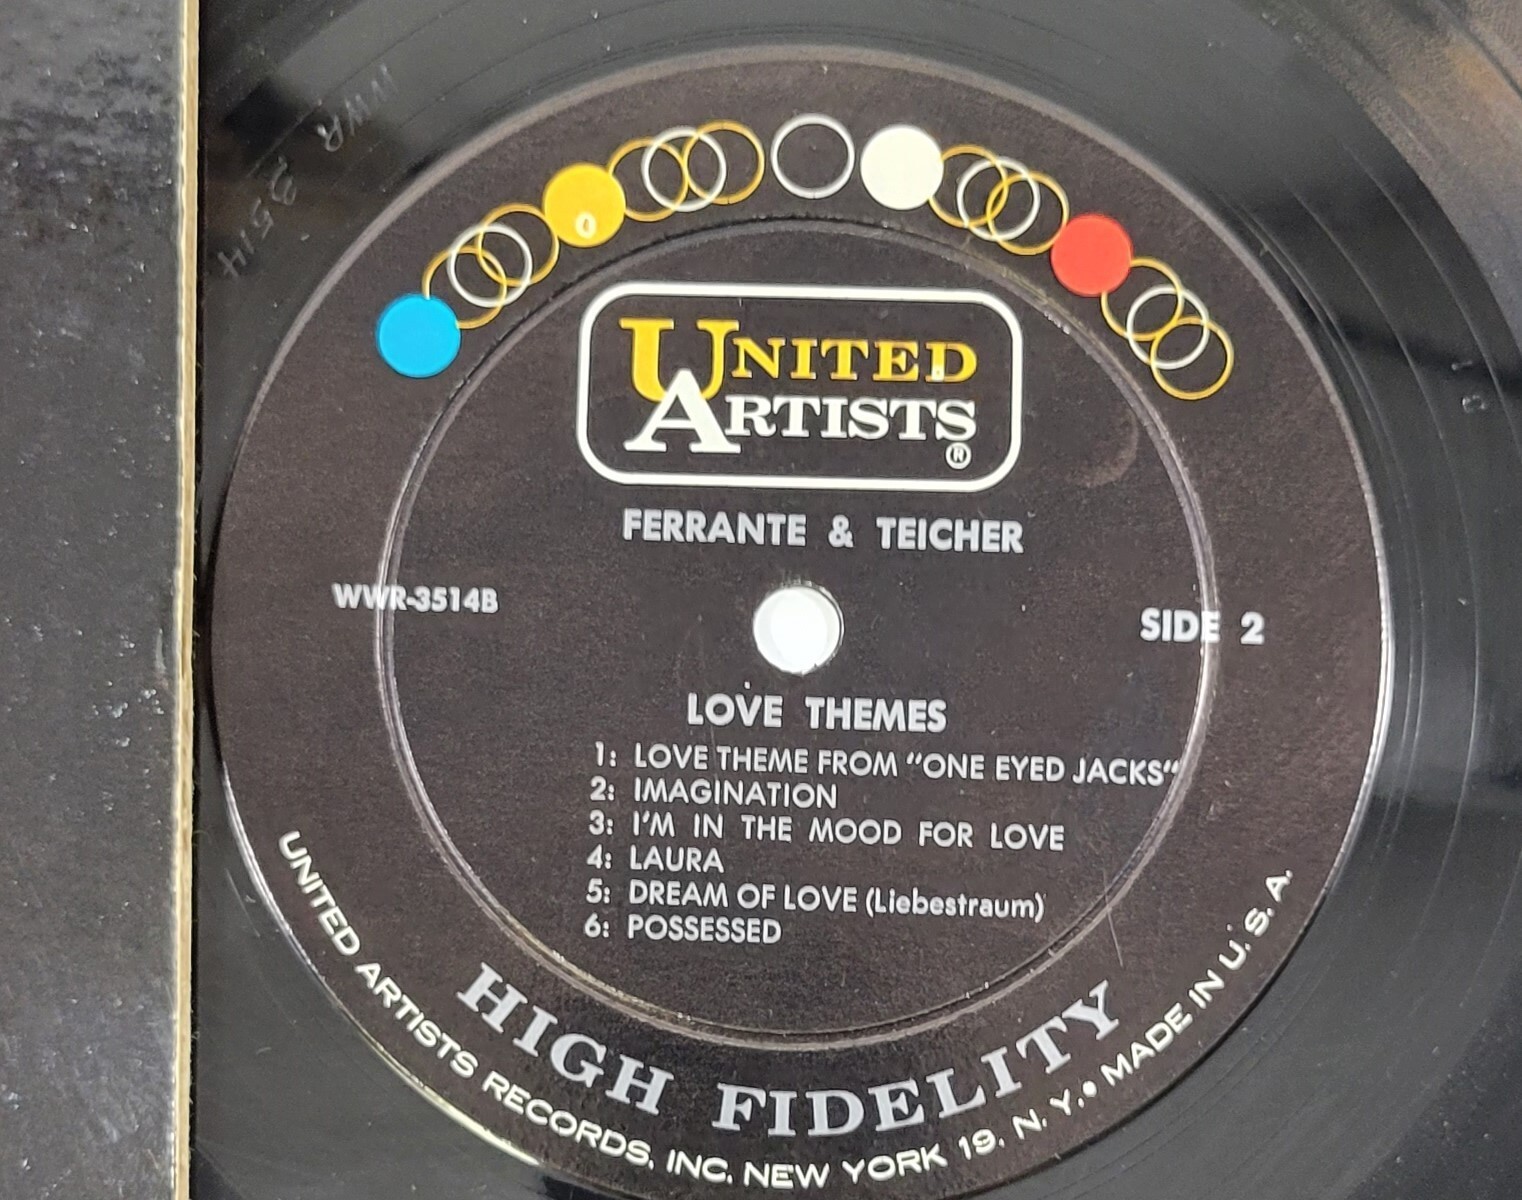 WWR 3514
UNITED
ARTISTS
®
FERRANTE & TEICHER
WWR-3514B
SIDE 2
LOVE THEMES
1: LOVE THEME FROM "ONE EYED JACKS"
2: IMAGINATION
3: I'M IN THE MOOD FOR LOVE
4: LAURA
5: DREAM OF LOVE (Liebestraum)
6: POSSESSED
HIGH FIDELITY
UNITED ARTISTS RECORDS, INC. NEW YORK 19, N. Y. • MADE IN U. S. A.